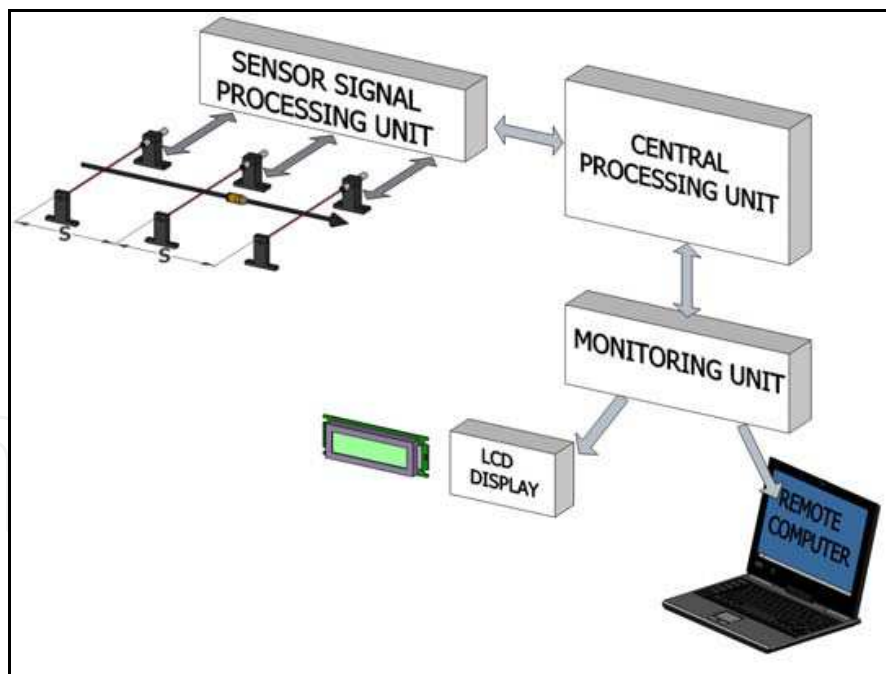 SENSOR SIGNAL
PROCESSING UNIT
CENTRAL
PROCESSING UNIT
S
S
MONITORING UNIT
LCD
DISPLAY
REMOTE
COMPUTER